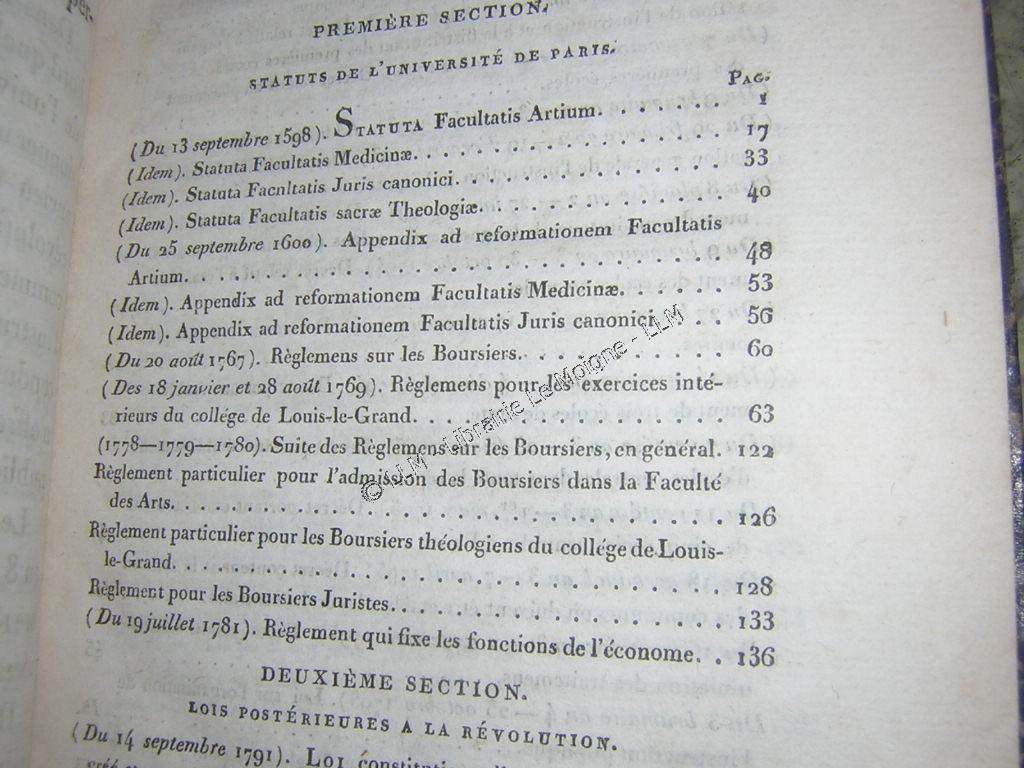 PREMIÈRE SECTION.
STATUTS DE L'UNIVERSITÉ DE PARIS.
PAG.
(Du 13 septembre 1598). STATUTA Facultatis Artium. . . . . . . . 1
(Idem). Statuta Facultatis Medicinæ. . . . . . . . . . . . . . . . 17
(Idem). Statuta Facultatis Juris canonici. . . . . . . . . . . . . 33
(Idem). Statuta Facultatis sacræ Theologiæ. . . . . . . . . . . . 40
(Du 25 septembre 1600). Appendix ad reformationem Facultatis
Artium. . . . . . . . . . . . . . . . . . . . . . . . . . . . . 48
(Idem). Appendix ad reformationem Facultatis Medicinæ. . . . . . 53
(Idem). Appendix ad reformationem Facultatis Juris canonici. . . . 56
(Du 20 août 1767). Règlemens sur les Boursiers. . . . . . . . . . 60
(Des 18 janvier et 28 août 1769). Règlemens pour les exercices inté-
rieurs du collége de Louis-le-Grand. . . . . . . . . . . . . . . 63
(1778—1779—1780). Suite des Règlemens sur les Boursiers, en général. 122
Règlement particulier pour l'admission des Boursiers dans la Faculté
des Arts. . . . . . . . . . . . . . . . . . . . . . . . . . . . 126
Règlement particulier pour les Boursiers théologiens du collége de Louis-
le-Grand. . . . . . . . . . . . . . . . . . . . . . . . . . . . 128
Règlement pour les Boursiers Juristes. . . . . . . . . . . . . . . 133
(Du 19 juillet 1781). Règlement qui fixe les fonctions de l'économe. . . 136
DEUXIÈME SECTION.
LOIS POSTÉRIEURES A LA RÉVOLUTION.
(Du 14 septembre 1791). LOI
© LLM - Librairie Le Moigne - LLM